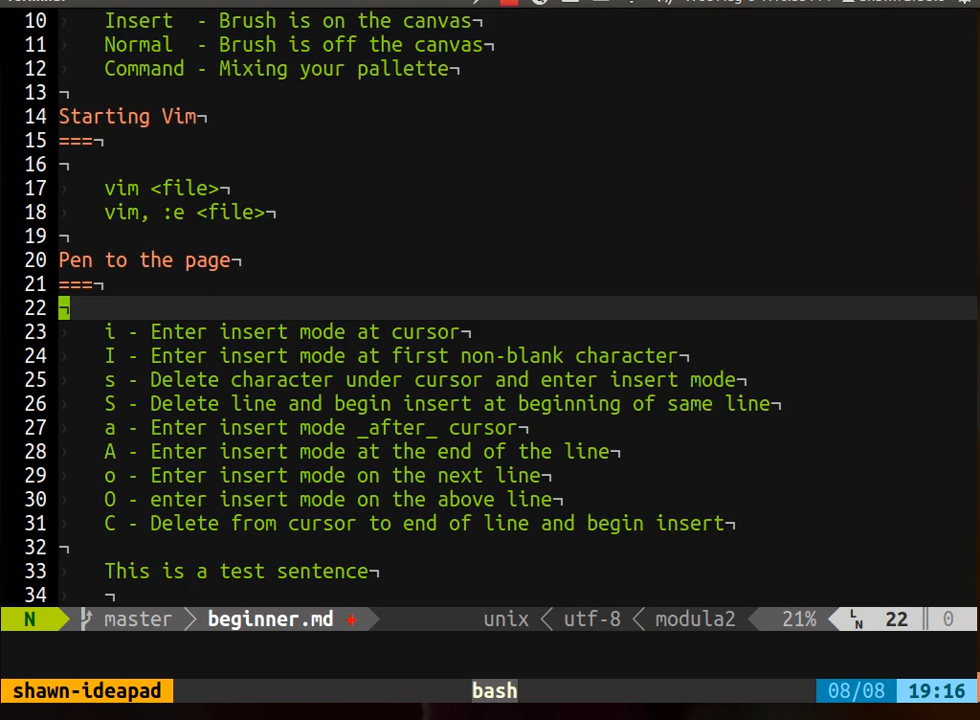 10 Insert - Brush is on the canvas¬
11 Normal - Brush is off the canvas¬
12 Command - Mixing your pallette¬
13 ¬
14 Starting Vim¬
15 ===¬
16 ¬
17 vim <file>¬
18 vim, :e <file>¬
19 ¬
20 Pen to the page¬
21 ===¬
22 ¬
23 i - Enter insert mode at cursor¬
24 I - Enter insert mode at first non-blank character¬
25 s - Delete character under cursor and enter insert mode¬
26 S - Delete line and begin insert at beginning of same line¬
27 a - Enter insert mode _after_ cursor¬
28 A - Enter insert mode at the end of the line¬
29 o - Enter insert mode on the next line¬
30 O - enter insert mode on the above line¬
31 C - Delete from cursor to end of line and begin insert¬
32 ¬
33 This is a test sentence¬
34 ¬
N master beginner.md + unix utf-8 modula2 21% LN 22 0
shawn-ideapad bash 08/08 19:16